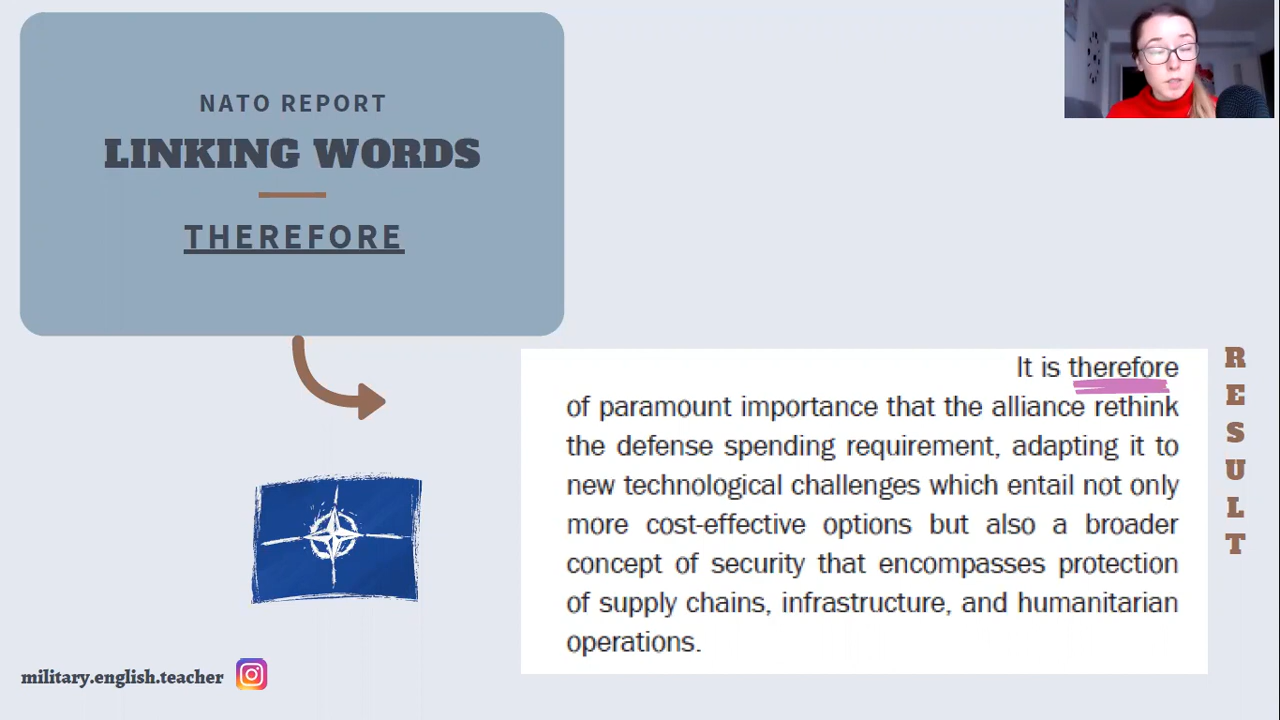 NATO REPORT
LINKING WORDS
THEREFORE
It is therefore
of paramount importance that the alliance rethink
the defense spending requirement, adapting it to
new technological challenges which entail not only
more cost-effective options but also a broader
concept of security that encompasses protection
of supply chains, infrastructure, and humanitarian
operations.
RESULT
military.english.teacher